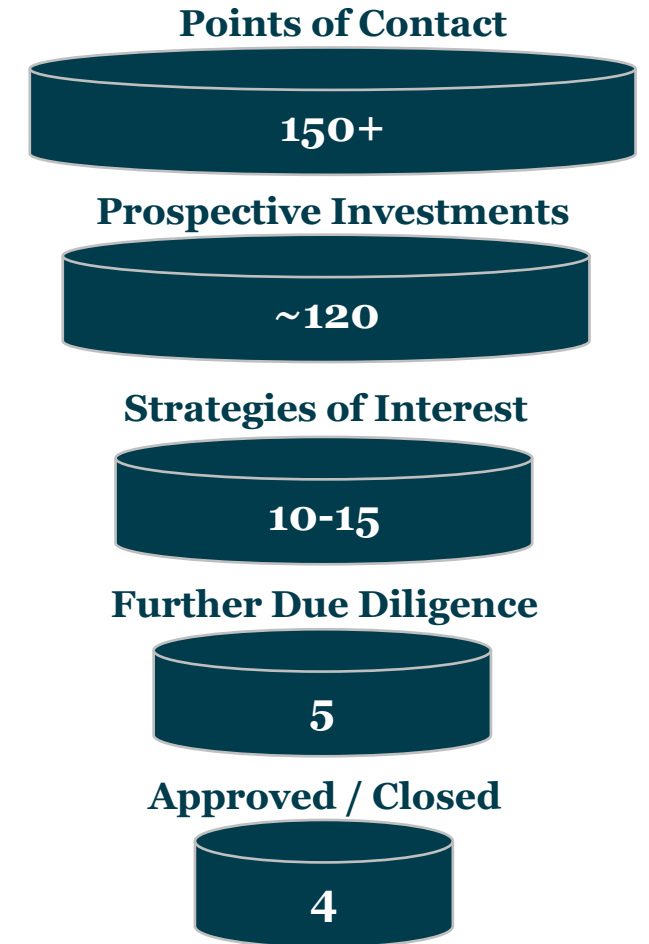 Points of Contact
150+
Prospective Investments
~120
Strategies of Interest
10-15
Further Due Diligence
5
Approved / Closed
4